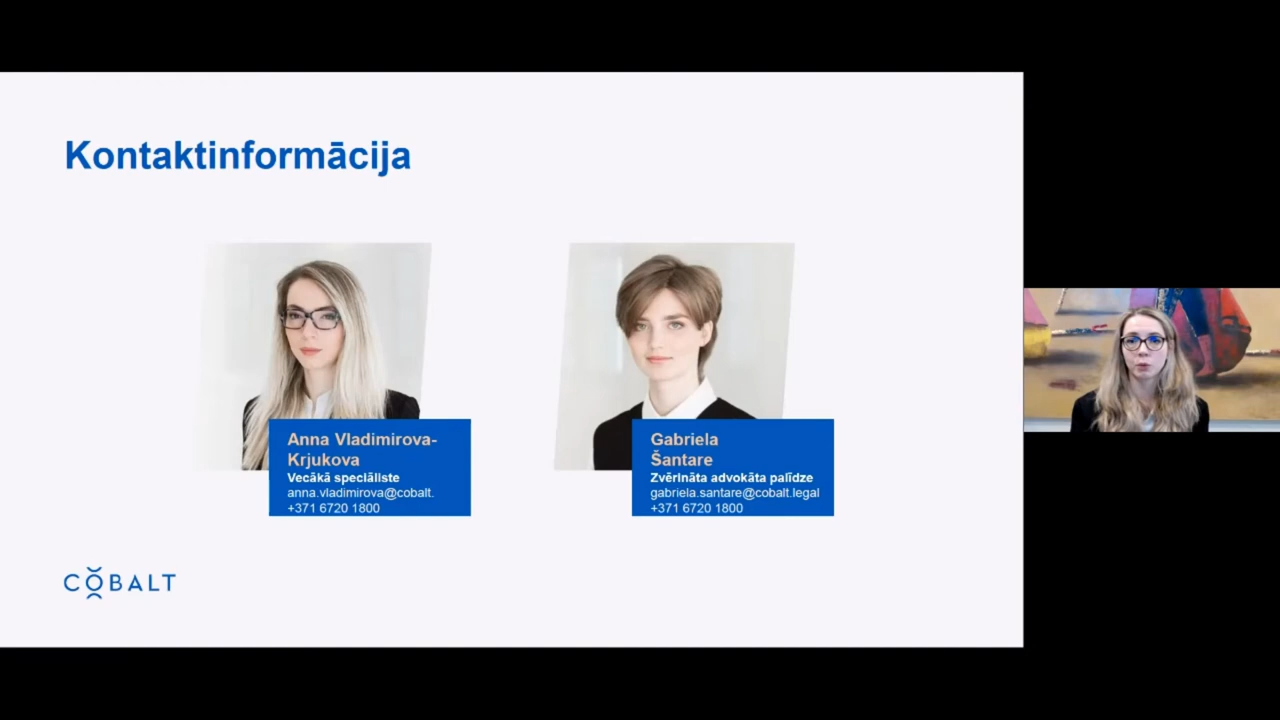 Kontaktinformācija
Anna Vladimirova-
Krjukova
Vecākā speciāliste
anna.vladimirova@cobalt.
+371 6720 1800
Gabriela
Šantare
Zvērināta advokāta palīdze
gabriela.santare@cobalt.legal
+371 6720 1800
COBALT